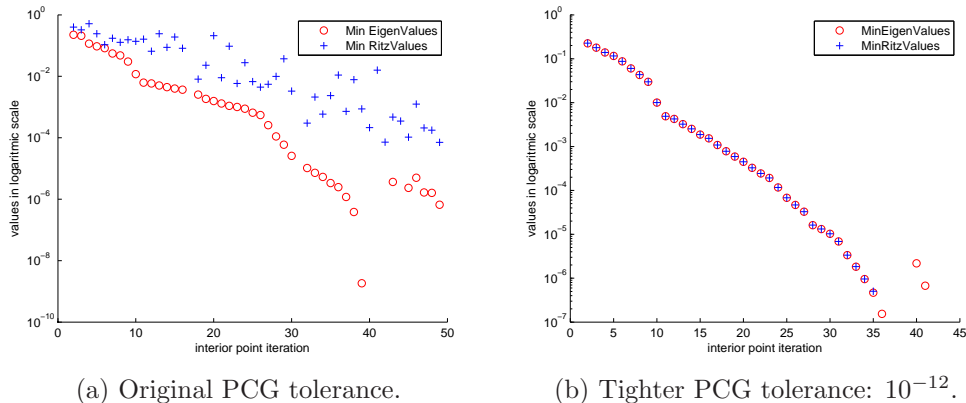 10^0
10^-2
10^-4
10^-6
10^-8
10^-10
values in logaritmic scale
0 10 20 30 40 50
interior point iteration
Min EigenValues
Min RitzValues
(a) Original PCG tolerance.
10^0
10^-1
10^-2
10^-3
10^-4
10^-5
10^-6
10^-7
values in logaritmic scale
0 5 10 15 20 25 30 35 40 45
interior point iteration
MinEigenValues
MinRitzValues
(b) Tighter PCG tolerance: 10^-12.